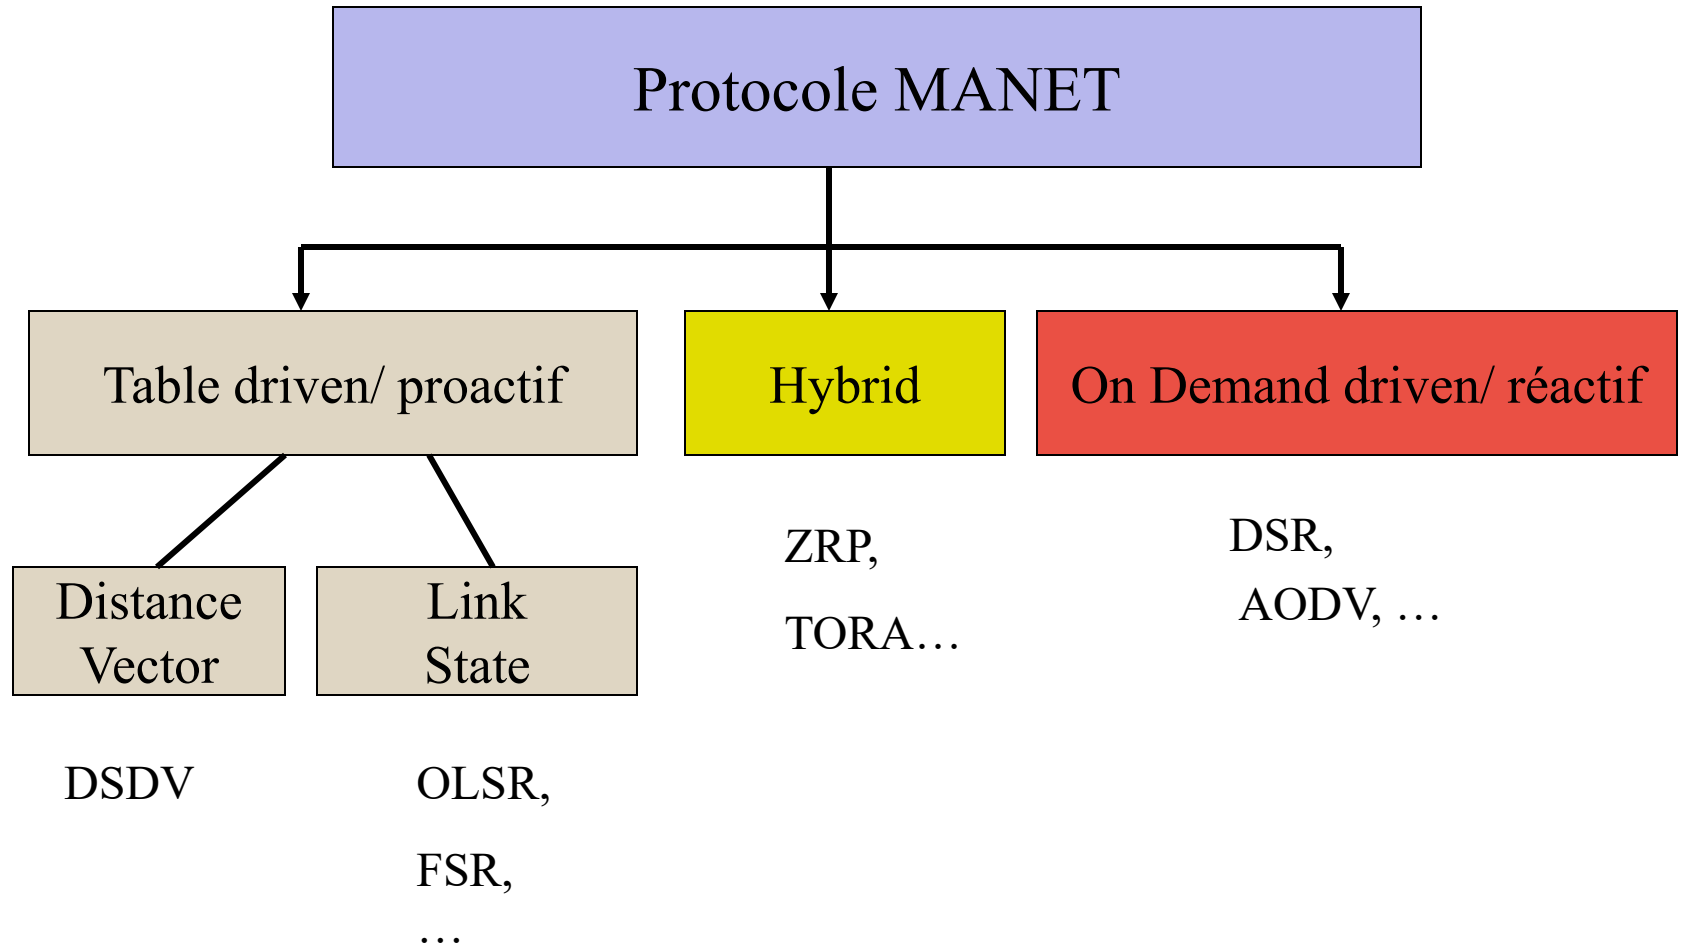 Protocole MANET
Table driven/ proactif
Hybrid
On Demand driven/ réactif
Distance
Vector
Link
State
ZRP,
TORA…
DSR,
AODV, …
DSDV
OLSR,
FSR,
…